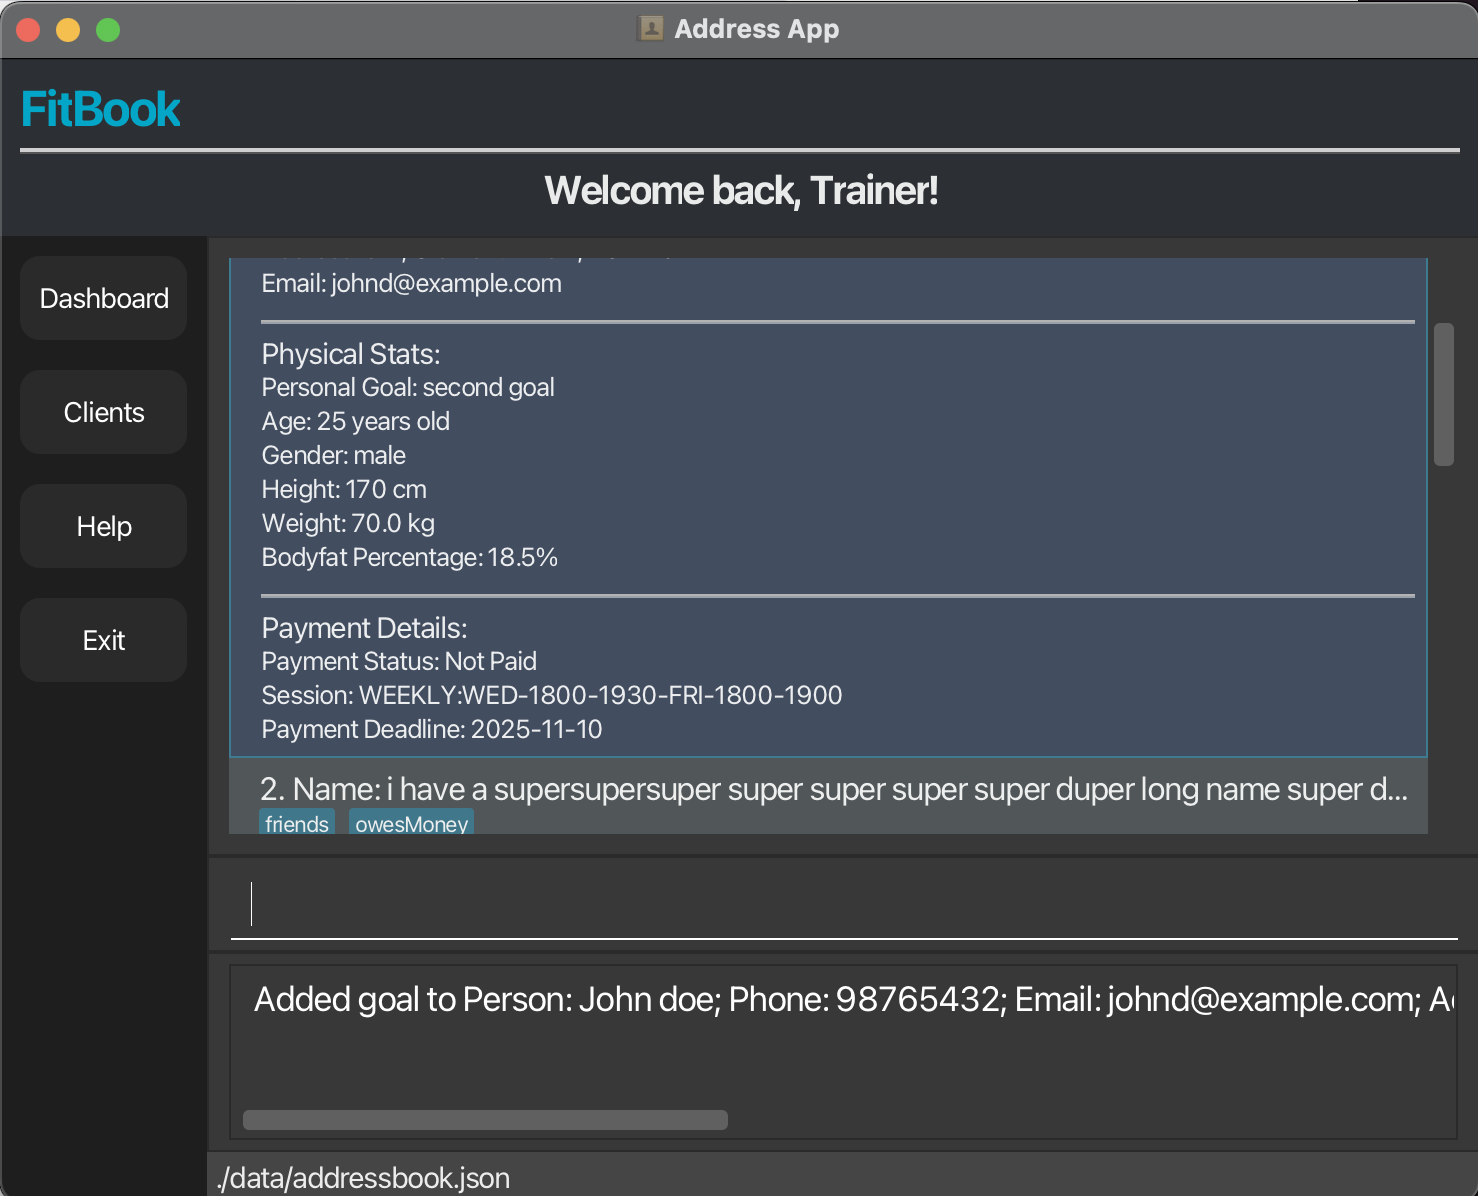 Address App
FitBook
Welcome back, Trainer!
Dashboard
Clients
Help
Exit
Email: johnd@example.com
Physical Stats:
Personal Goal: second goal
Age: 25 years old
Gender: male
Height: 170 cm
Weight: 70.0 kg
Bodyfat Percentage: 18.5%
Payment Details:
Payment Status: Not Paid
Session: WEEKLY:WED-1800-1930-FRI-1800-1900
Payment Deadline: 2025-11-10
2. Name: i have a supersupersuper super super super super duper long name super d...
friends owesMoney
Added goal to Person: John doe; Phone: 98765432; Email: johnd@example.com;
./data/addressbook.json